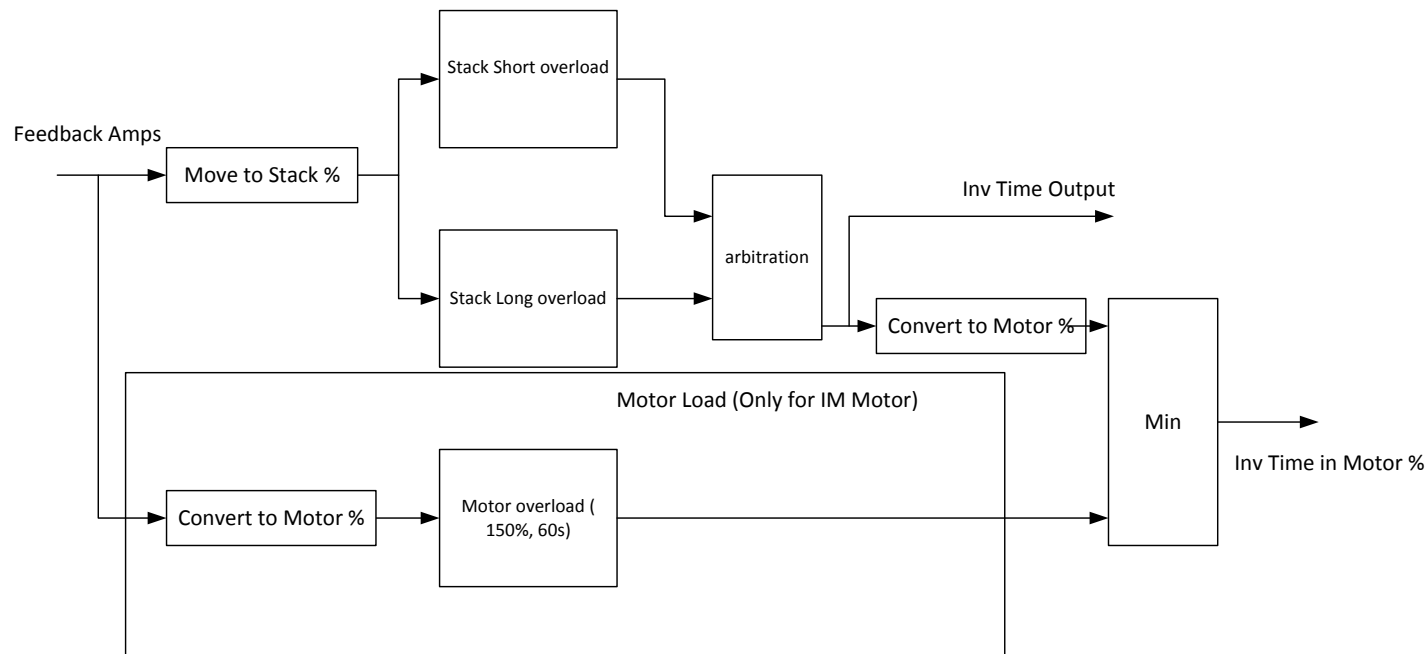 Stack Short overload
Feedback Amps
Move to Stack %
Inv Time Output
arbitration
Stack Long overload
Convert to Motor %
Motor Load (Only for IM Motor)
Min
Inv Time in Motor %
Convert to Motor %
Motor overload (
150%, 60s)